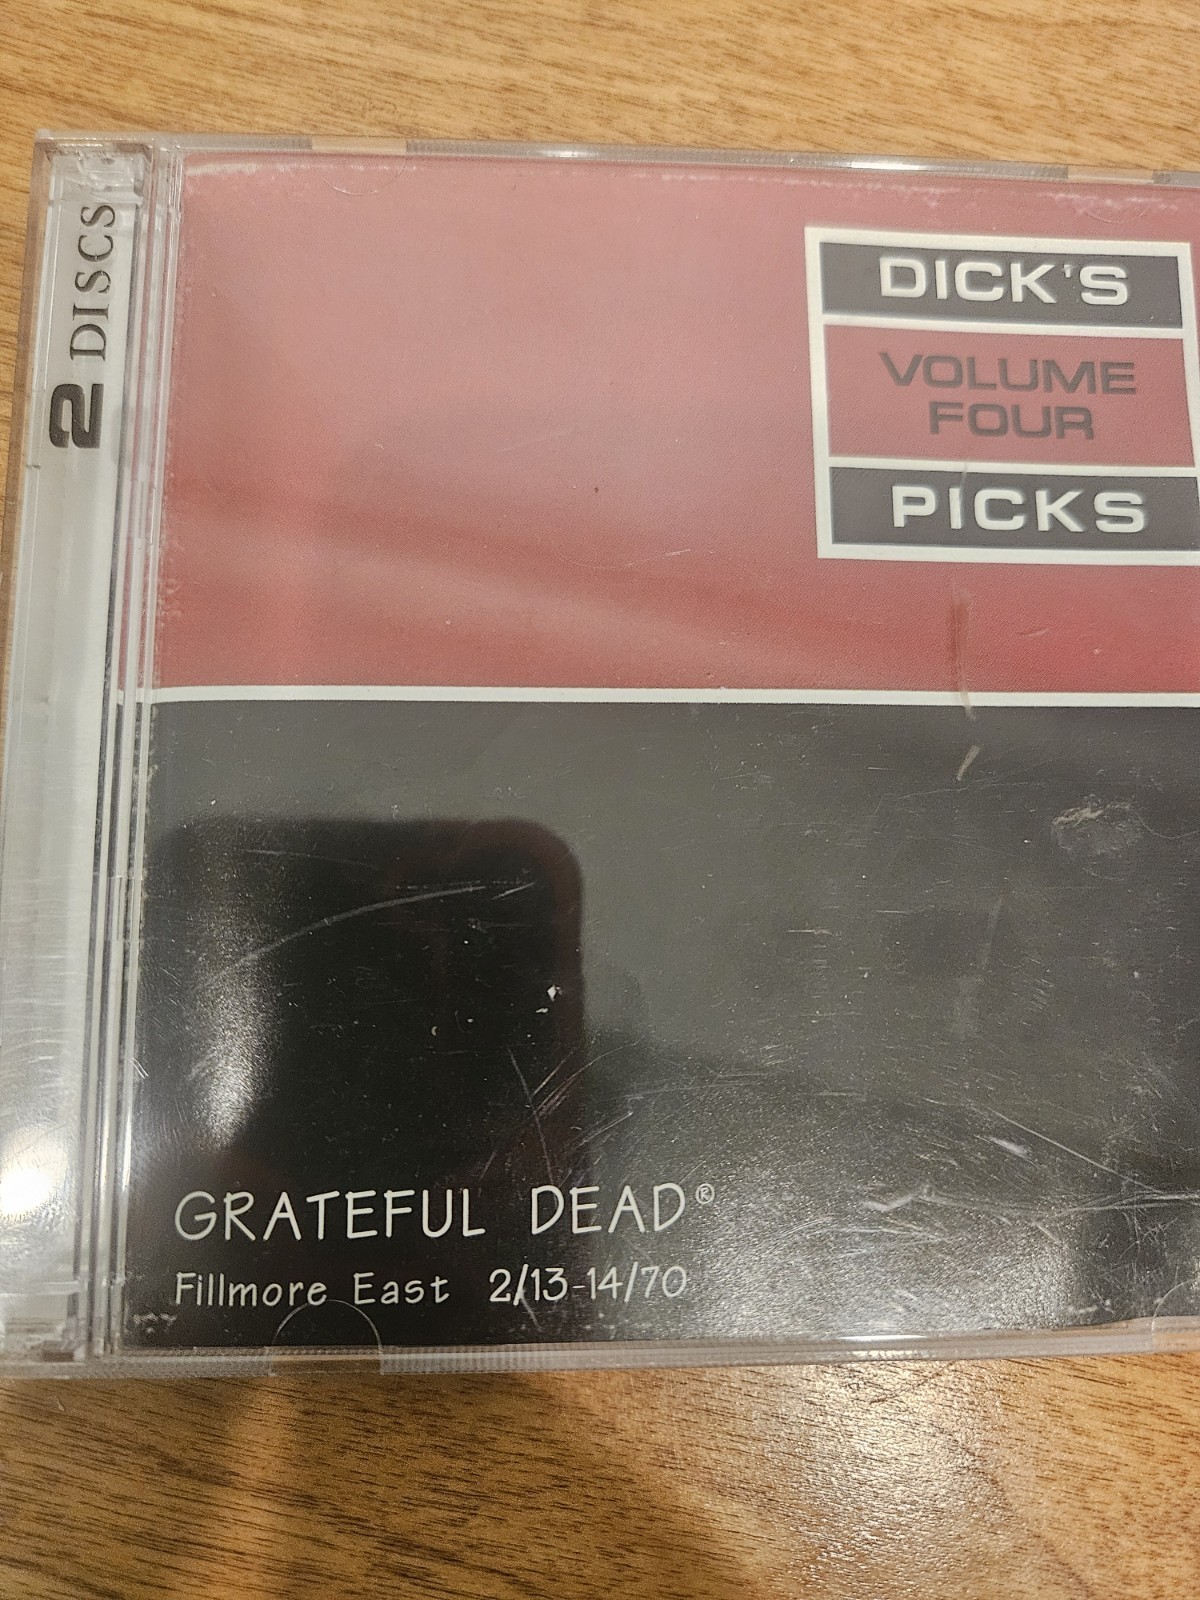 2 DISCS
DICK'S
VOLUME
FOUR
PICKS
GRATEFUL DEAD®
Fillmore East 2/13-14/70